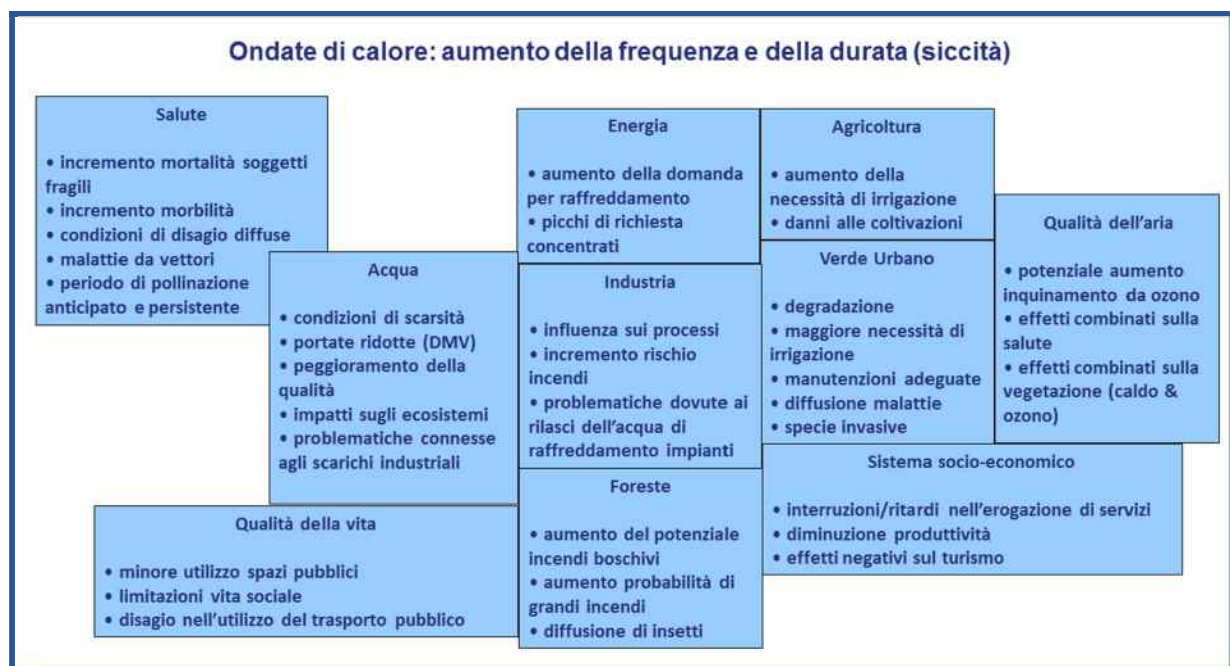 Ondate di calore: aumento della frequenza e della durata (siccità)
Salute
• incremento mortalità soggetti
fragili
• incremento morbilità
• condizioni di disagio diffuse
• malattie da vettori
• periodo di pollinazione
anticipato e persistente
Acqua
• condizioni di scarsità
• portate ridotte (DMV)
• peggioramento della
qualità
• impatti sugli ecosistemi
• problematiche connesse
agli scarichi industriali
Qualità della vita
• minore utilizzo spazi pubblici
• limitazioni vita sociale
• disagio nell'utilizzo del trasporto pubblico
Energia
• aumento della domanda
per raffreddamento
• picchi di richiesta
concentrati
Industria
• influenza sui processi
• incremento rischio
incendi
• problematiche dovute ai
rilasci dell'acqua di
raffreddamento impianti
Foreste
• aumento del potenziale
incendi boschivi
• aumento probabilità di
grandi incendi
• diffusione di insetti
Agricoltura
• aumento della
necessità di irrigazione
• danni alle coltivazioni
Verde Urbano
• degradazione
• maggiore necessità di
irrigazione
• manutenzioni adeguate
• diffusione malattie
• specie invasive
Qualità dell'aria
• potenziale aumento
inquinamento da ozono
• effetti combinati sulla
salute
• effetti combinati sulla
vegetazione (caldo &
ozono)
Sistema socio-economico
• interruzioni/ritardi nell'erogazione di servizi
• diminuzione produttività
• effetti negativi sul turismo